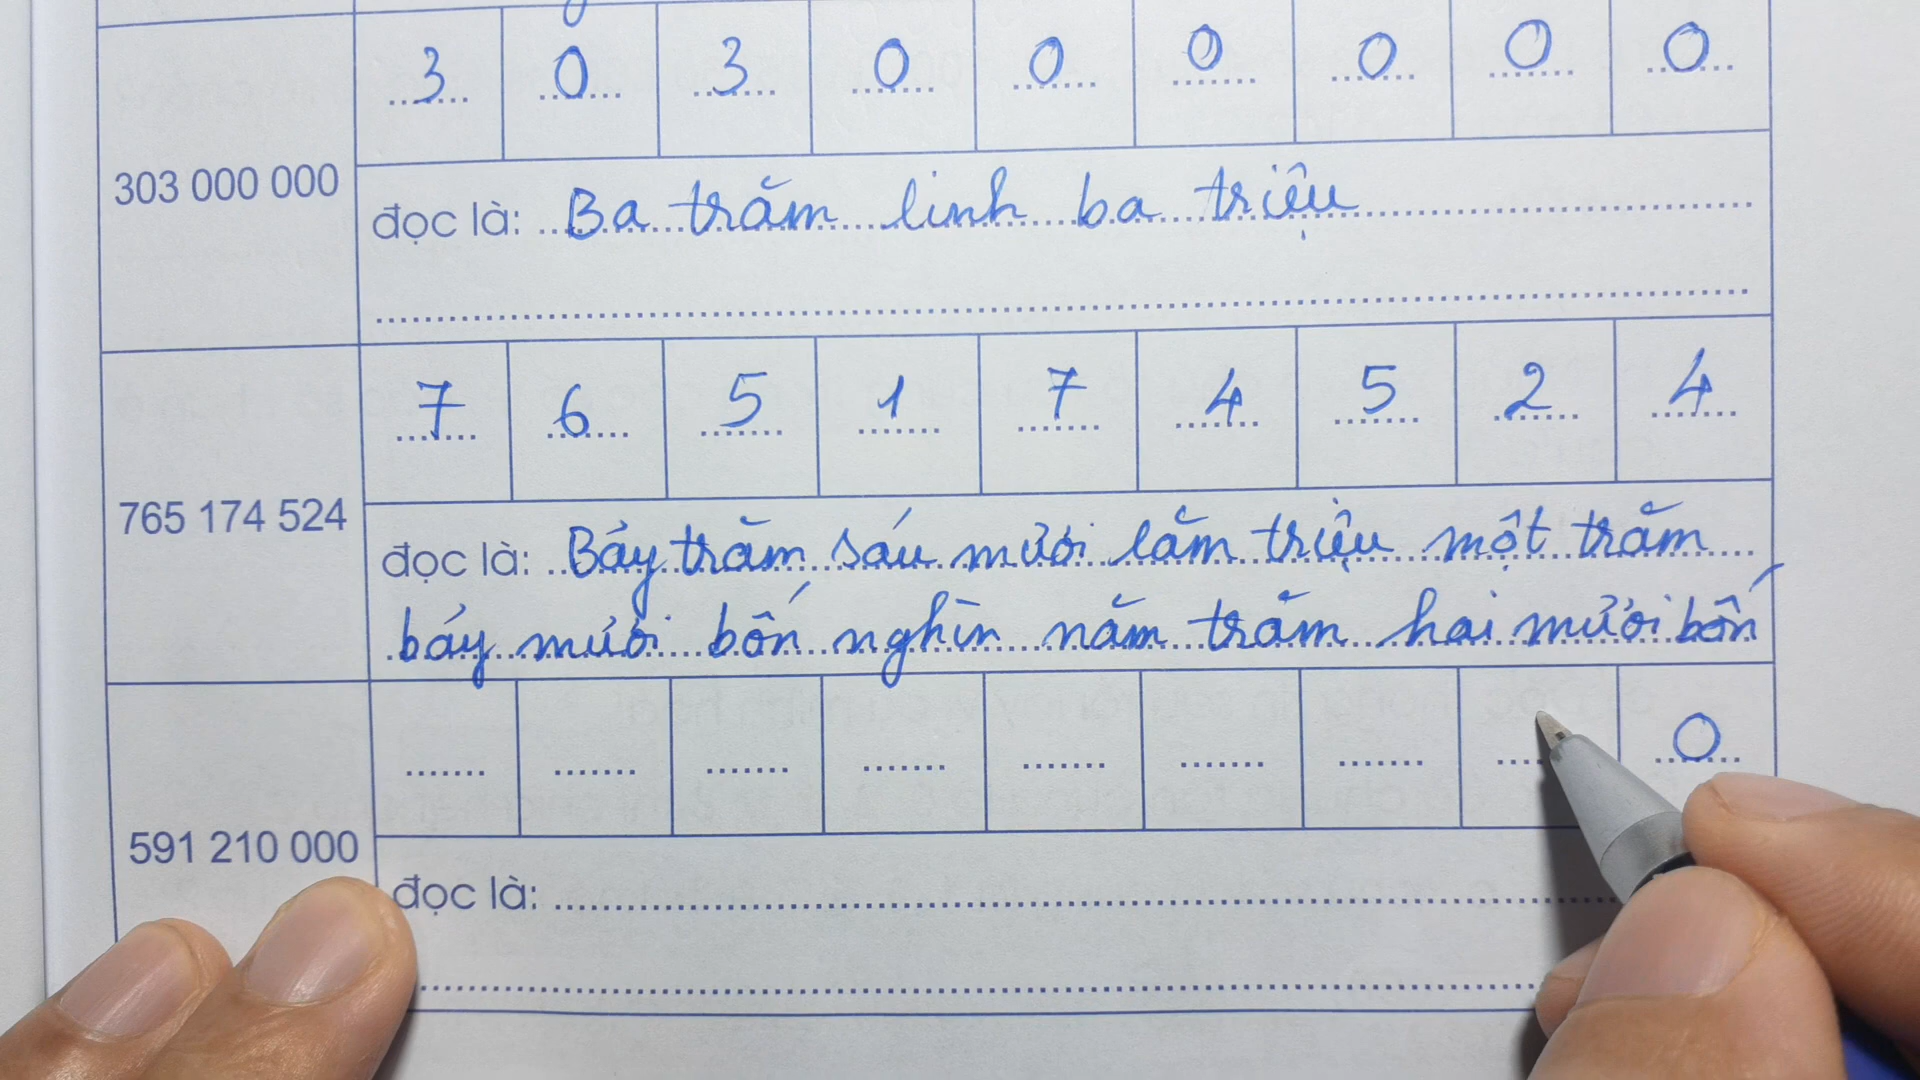 3 0 3 0 0 0 0 0 0
303 000 000
đọc là: Ba trăm linh ba triệu
7 6 5 1 7 4 5 2 4
765 174 524
đọc là: Bảy trăm sáu mươi lăm triệu một trăm
bảy mươi bốn nghìn năm trăm hai mươi bốn
0
591 210 000
đọc là: